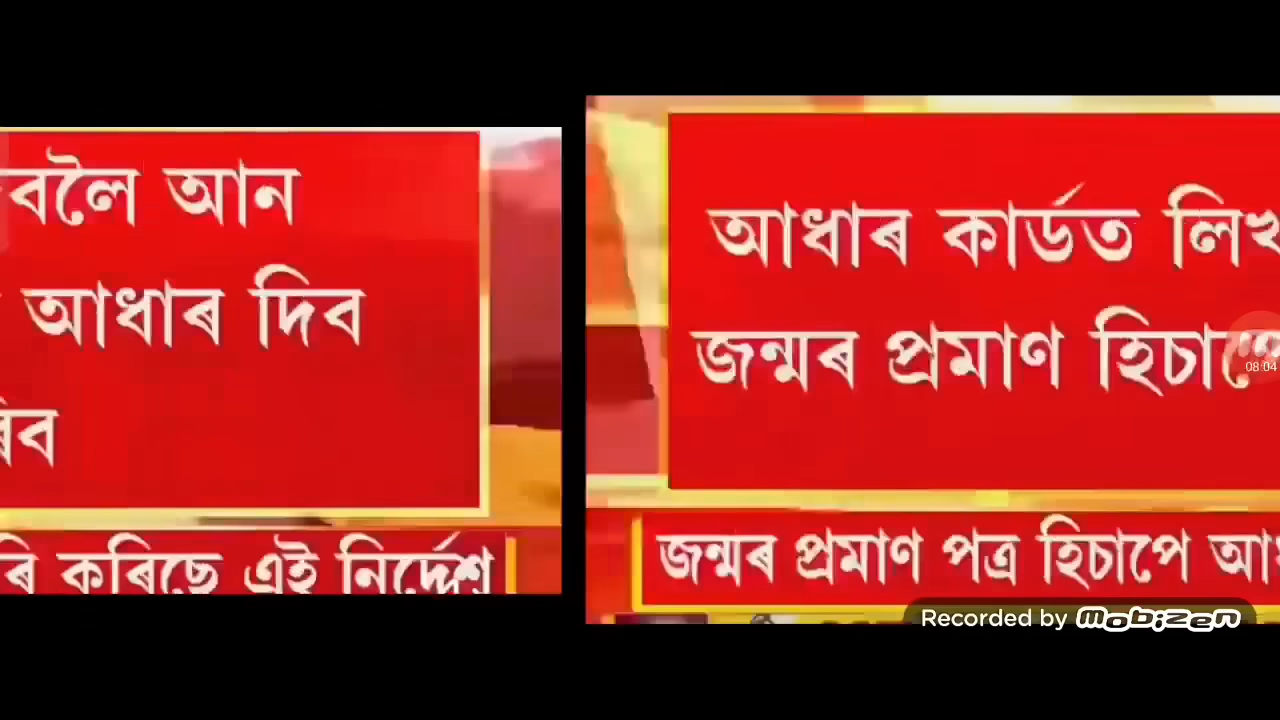 আন
আধাৰ দিব
কৰিছে এই নিৰ্দেশ
আধাৰ কাৰ্ডত
জন্মৰ প্ৰমাণ
জন্মৰ প্ৰমাণ পত্ৰ হিচাপে
08:04
Recorded by mobizen